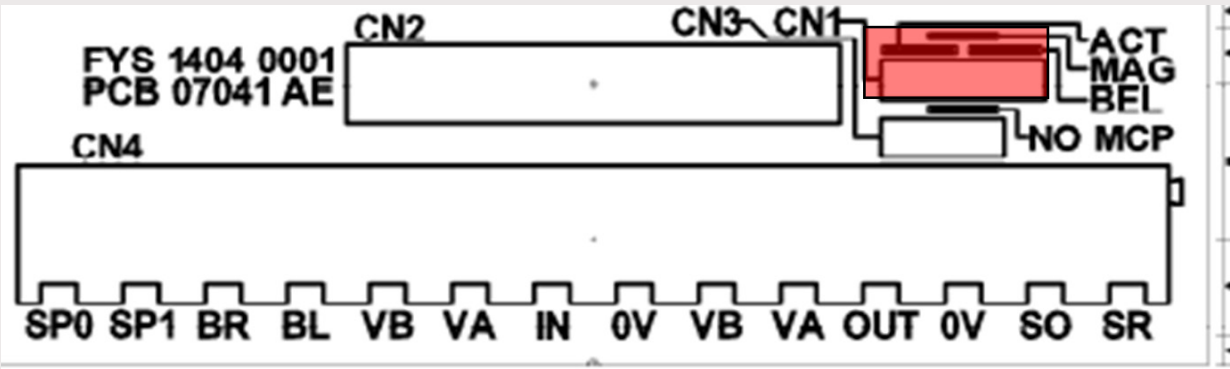 CN2
CN3 CN1
ACT
FYS 1404 0001
MAG
PCB 07041 AE
BEL
NO MCP
CN4
SP0 SP1 BR BL VB VA IN 0V VB VA OUT 0V SO SR